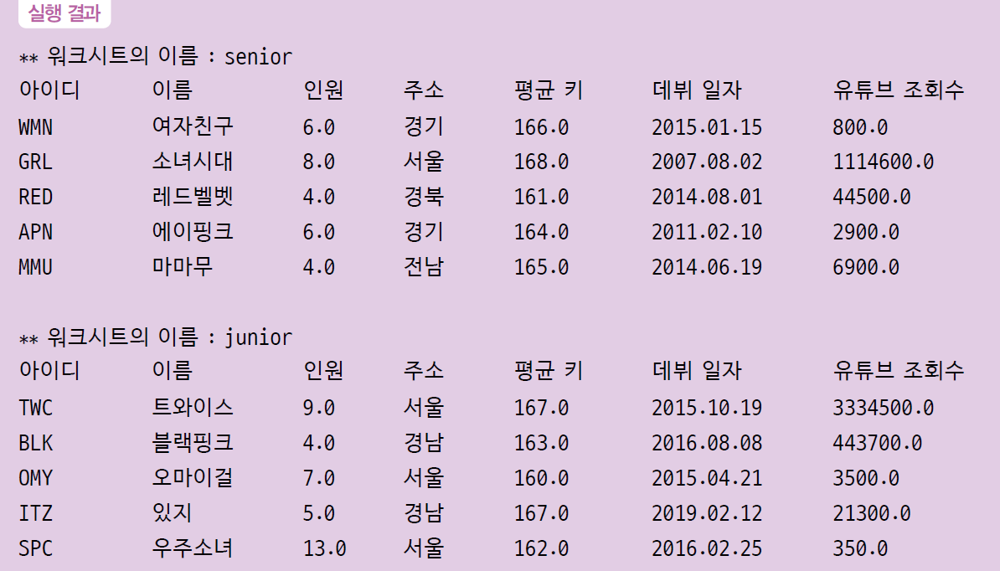 실행 결과
** 워크시트의 이름 : senior
아이디 이름 인원 주소 평균 키 데뷔 일자 유튜브 조회수
WMN 여자친구 6.0 경기 166.0 2015.01.15 800.0
GRL 소녀시대 8.0 서울 168.0 2007.08.02 1114600.0
RED 레드벨벳 4.0 경북 161.0 2014.08.01 44500.0
APN 에이핑크 6.0 경기 164.0 2011.02.10 2900.0
MMU 마마무 4.0 전남 165.0 2014.06.19 6900.0
** 워크시트의 이름 : junior
아이디 이름 인원 주소 평균 키 데뷔 일자 유튜브 조회수
TWC 트와이스 9.0 서울 167.0 2015.10.19 3334500.0
BLK 블랙핑크 4.0 경남 163.0 2016.08.08 443700.0
OMY 오마이걸 7.0 서울 160.0 2015.04.21 3500.0
ITZ 있지 5.0 경남 167.0 2019.02.12 21300.0
SPC 우주소녀 13.0 서울 162.0 2016.02.25 350.0